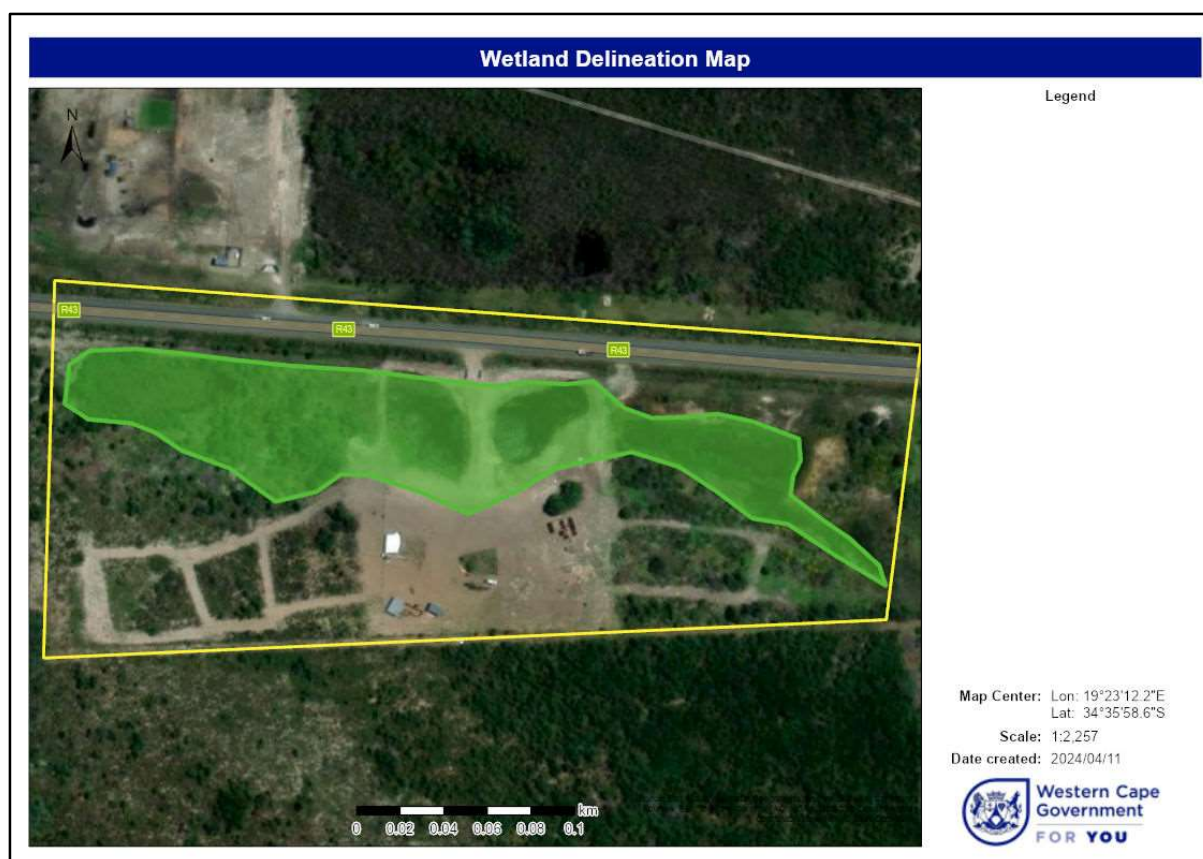 Wetland Delineation Map
Legend
N
R43
R43
R43
Map Center: Lon: 19°23'12.2"E
Lat: 34°35'58.6"S
Scale: 1:2,257
Date created: 2024/04/11
km
0 0.02 0.04 0.06 0.08 0.1
Western Cape
Government
FOR YOU